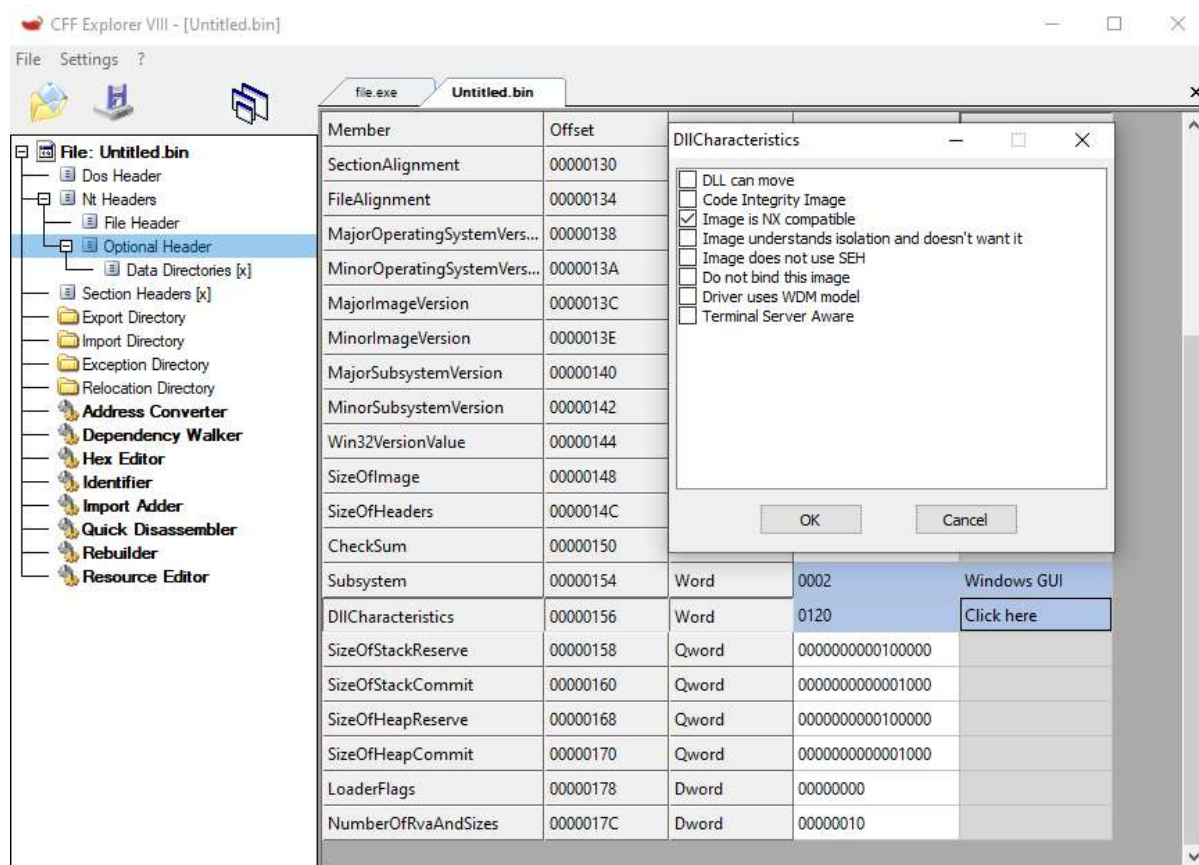 CFF Explorer VIII - [Untitled.bin]
File Settings ?
file.exe Untitled.bin
File: Untitled.bin
Dos Header
Nt Headers
File Header
Optional Header
Data Directories [x]
Section Headers [x]
Export Directory
Import Directory
Exception Directory
Relocation Directory
Address Converter
Dependency Walker
Hex Editor
Identifier
Import Adder
Quick Disassembler
Rebuilder
Resource Editor
Member Offset
SectionAlignment 00000130
FileAlignment 00000134
MajorOperatingSystemVers... 00000138
MinorOperatingSystemVers... 0000013A
MajorImageVersion 0000013C
MinorImageVersion 0000013E
MajorSubsystemVersion 00000140
MinorSubsystemVersion 00000142
Win32VersionValue 00000144
SizeOfImage 00000148
SizeOfHeaders 0000014C
CheckSum 00000150
Subsystem 00000154 Word 0002 Windows GUI
DllCharacteristics 00000156 Word 0120 Click here
SizeOfStackReserve 00000158 Qword 0000000000100000
SizeOfStackCommit 00000160 Qword 0000000000001000
SizeOfHeapReserve 00000168 Qword 0000000000100000
SizeOfHeapCommit 00000170 Qword 0000000000001000
LoaderFlags 00000178 Dword 00000000
NumberOfRvaAndSizes 0000017C Dword 00000010
DllCharacteristics
DLL can move
Code Integrity Image
Image is NX compatible
Image understands isolation and doesn't want it
Image does not use SEH
Do not bind this image
Driver uses WDM model
Terminal Server Aware
OK Cancel